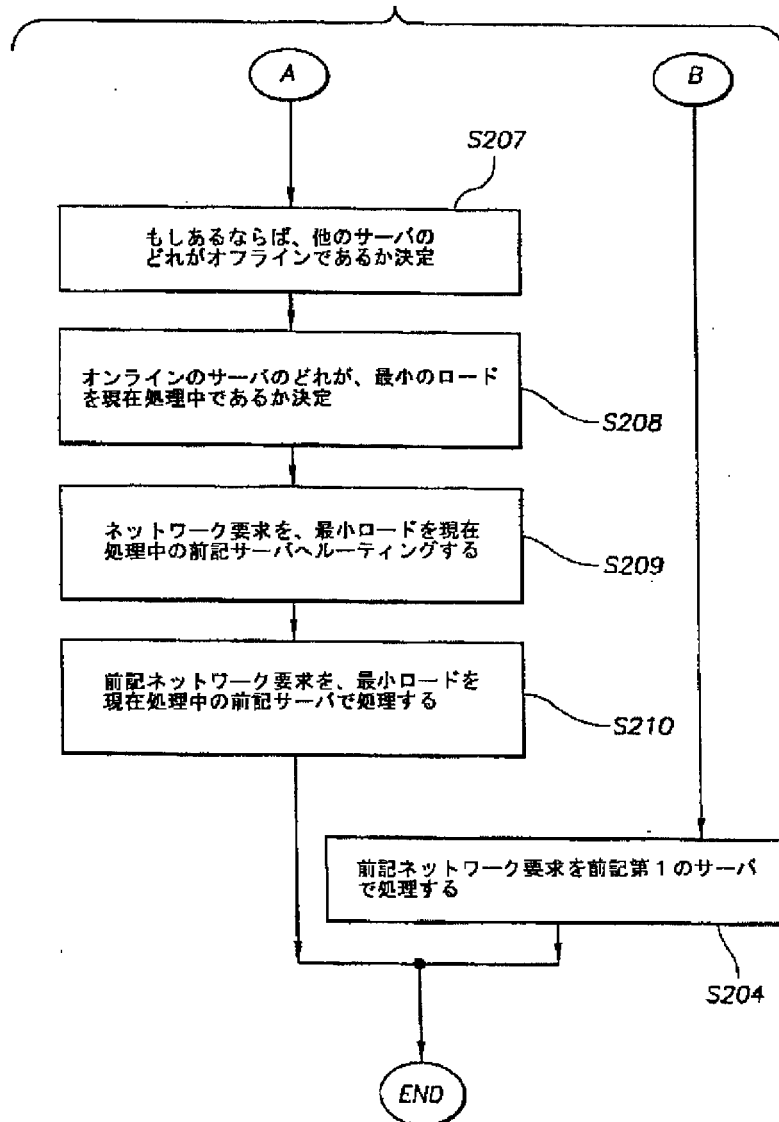 A
B
S207
もしあるならば、他のサーバの
どれがオフラインであるか決定
オンラインのサーバのどれが、最小のロード
を現在処理中であるか決定
S208
ネットワーク要求を、最小ロードを現在
処理中の前記サーバへルーティングする
S209
前記ネットワーク要求を、最小ロードを
現在処理中の前記サーバで処理する
S210
前記ネットワーク要求を前記第１のサーバ
で処理する
S204
END